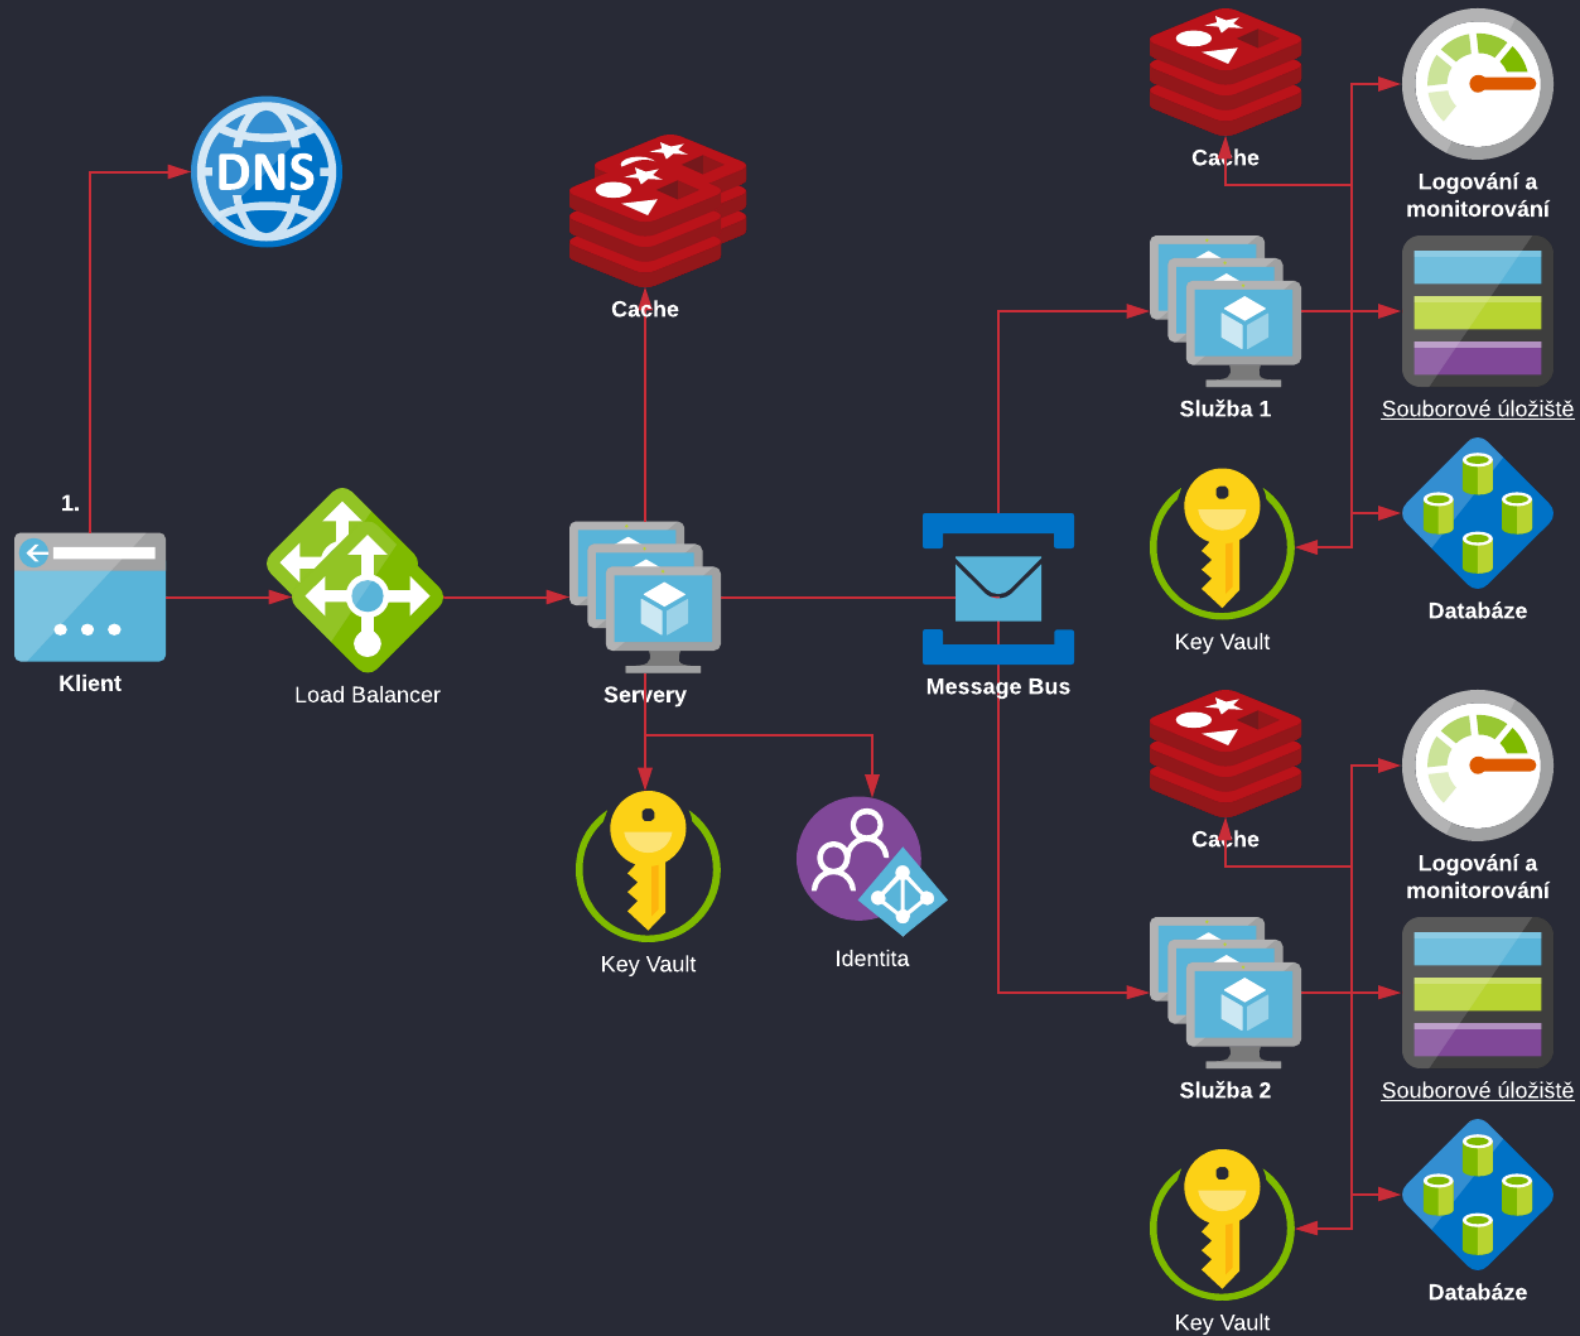 Cache
Logování a
monitorování
DNS
Cache
Služba 1
Souborové úložiště
1.
Klient
Load Balancer
Servery
Message Bus
Key Vault
Databáze
Cache
Logování a
monitorování
Key Vault
Identita
Služba 2
Souborové úložiště
Key Vault
Databáze